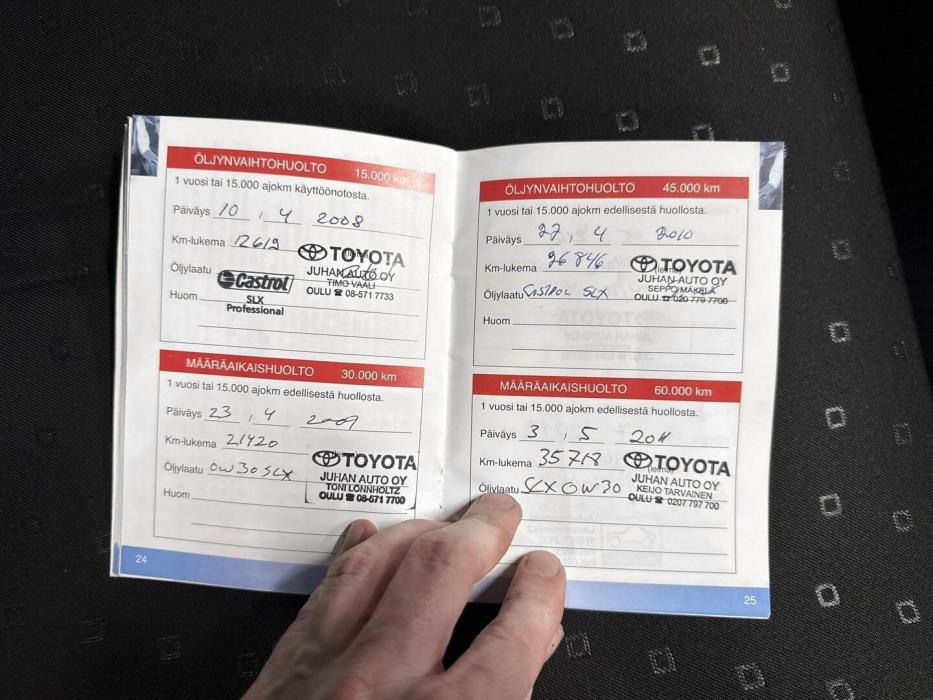 ÖLJYNVAIHTOHUOLTO 15.000 km
1 vuosi tai 15.000 ajokm käyttöönotosta.
Päiväys 10 , 4 2008
Km-lukema 12619
TOYOTA
JUHAN AUTO OY
TIMO VAALI
OULU ☎ 08-571 7733
Öljylaatu Castrol
SLX
Professional
Huom
MÄÄRÄAIKAISHUOLTO 30.000 km
1 vuosi tai 15.000 ajokm edellisestä huollosta.
Päiväys 23 , 4 2009
Km-lukema 21420
(leima)
TOYOTA
JUHAN AUTO OY
TONI LÖNNHOLTZ
OULU ☎ 08-571 7700
Öljylaatu 0W30 SLX
Huom
24
ÖLJYNVAIHTOHUOLTO 45.000 km
1 vuosi tai 15.000 ajokm edellisestä huollosta.
Päiväys 27 , 4 2010
Km-lukema 26846
(leima)
TOYOTA
JUHAN AUTO OY
SEPPO MÄKELÄ
OULU ☎ 020 779 7700
Öljylaatu CASTROL SLX
Huom
MÄÄRÄAIKAISHUOLTO 60.000 km
1 vuosi tai 15.000 ajokm edellisestä huollosta.
Päiväys 3 , 5 2011
Km-lukema 35718
(leima)
TOYOTA
JUHAN AUTO OY
KEIJO TARVAINEN
OULU ☎ 0207 797 700
Öljylaatu SLX 0W30
25